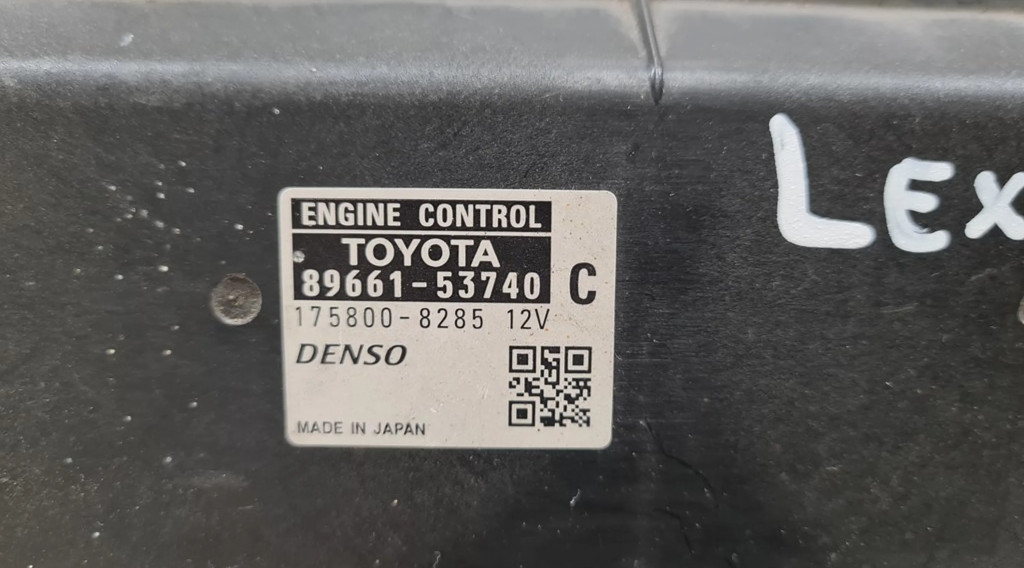 ENGINE CONTROL
TOYOTA
89661-53740 C
175800-8285 12V
DENSO
MADE IN JAPAN
LEX